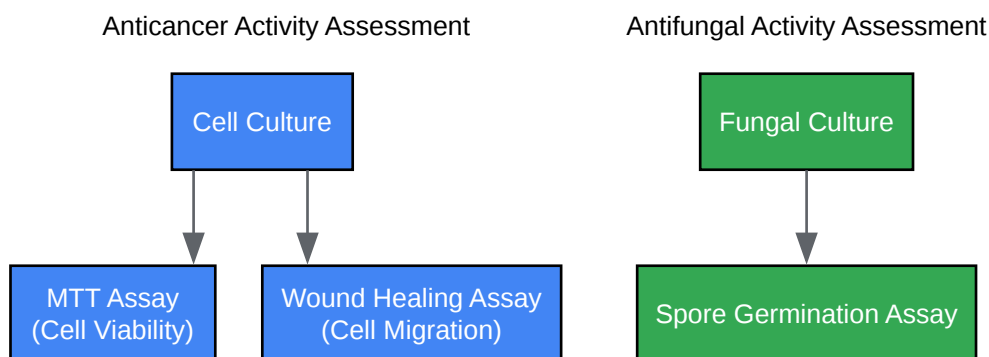 Anticancer Activity Assessment
Cell Culture
MTT Assay
(Cell Viability)
Wound Healing Assay
(Cell Migration)
Antifungal Activity Assessment
Fungal Culture
Spore Germination Assay